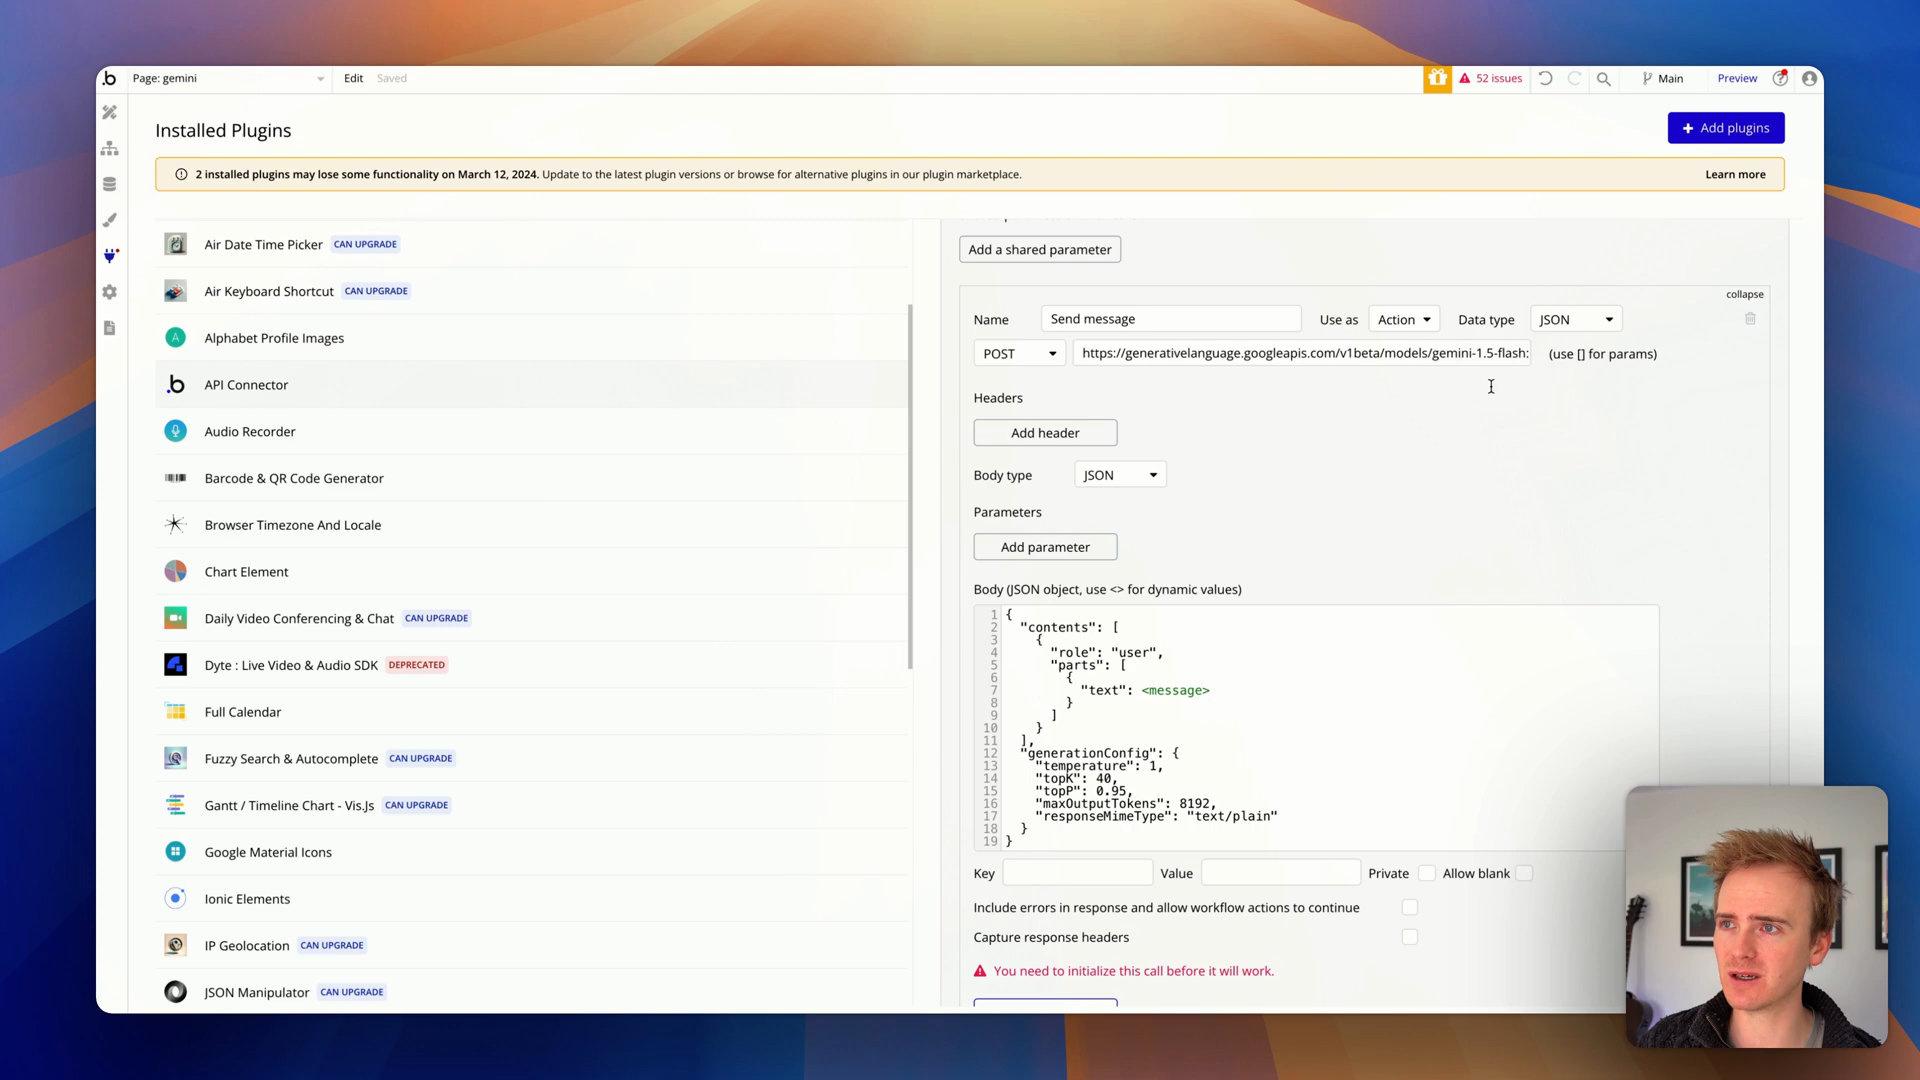 .b Page: gemini Edit Saved 52 issues Main Preview
Installed Plugins
+ Add plugins
2 installed plugins may lose some functionality on March 12, 2024. Update to the latest plugin versions or browse for alternative plugins in our plugin marketplace. Learn more
Air Date Time Picker CAN UPGRADE
Air Keyboard Shortcut CAN UPGRADE
A Alphabet Profile Images
.b API Connector
Audio Recorder
Barcode & QR Code Generator
Browser Timezone And Locale
Chart Element
Daily Video Conferencing & Chat CAN UPGRADE
Dyte : Live Video & Audio SDK DEPRECATED
Full Calendar
Fuzzy Search & Autocomplete CAN UPGRADE
Gantt / Timeline Chart - Vis.Js CAN UPGRADE
Google Material Icons
Ionic Elements
IP Geolocation CAN UPGRADE
JSON Manipulator CAN UPGRADE
Add a shared parameter
collapse
Name Send message Use as Action Data type JSON
POST https://generativelanguage.googleapis.com/v1beta/models/gemini-1.5-flash: (use [] for params)
Headers
Add header
Body type JSON
Parameters
Add parameter
Body (JSON object, use <> for dynamic values)
1 {
2 "contents": [
3 {
4 "role": "user",
5 "parts": [
6 {
7 "text": <message>
8 }
9 ]
10 }
11 ],
12 "generationConfig": {
13 "temperature": 1,
14 "topK": 40,
15 "topP": 0.95,
16 "maxOutputTokens": 8192,
17 "responseMimeType": "text/plain"
18 }
19 }
Key Value Private Allow blank
Include errors in response and allow workflow actions to continue
Capture response headers
You need to initialize this call before it will work.